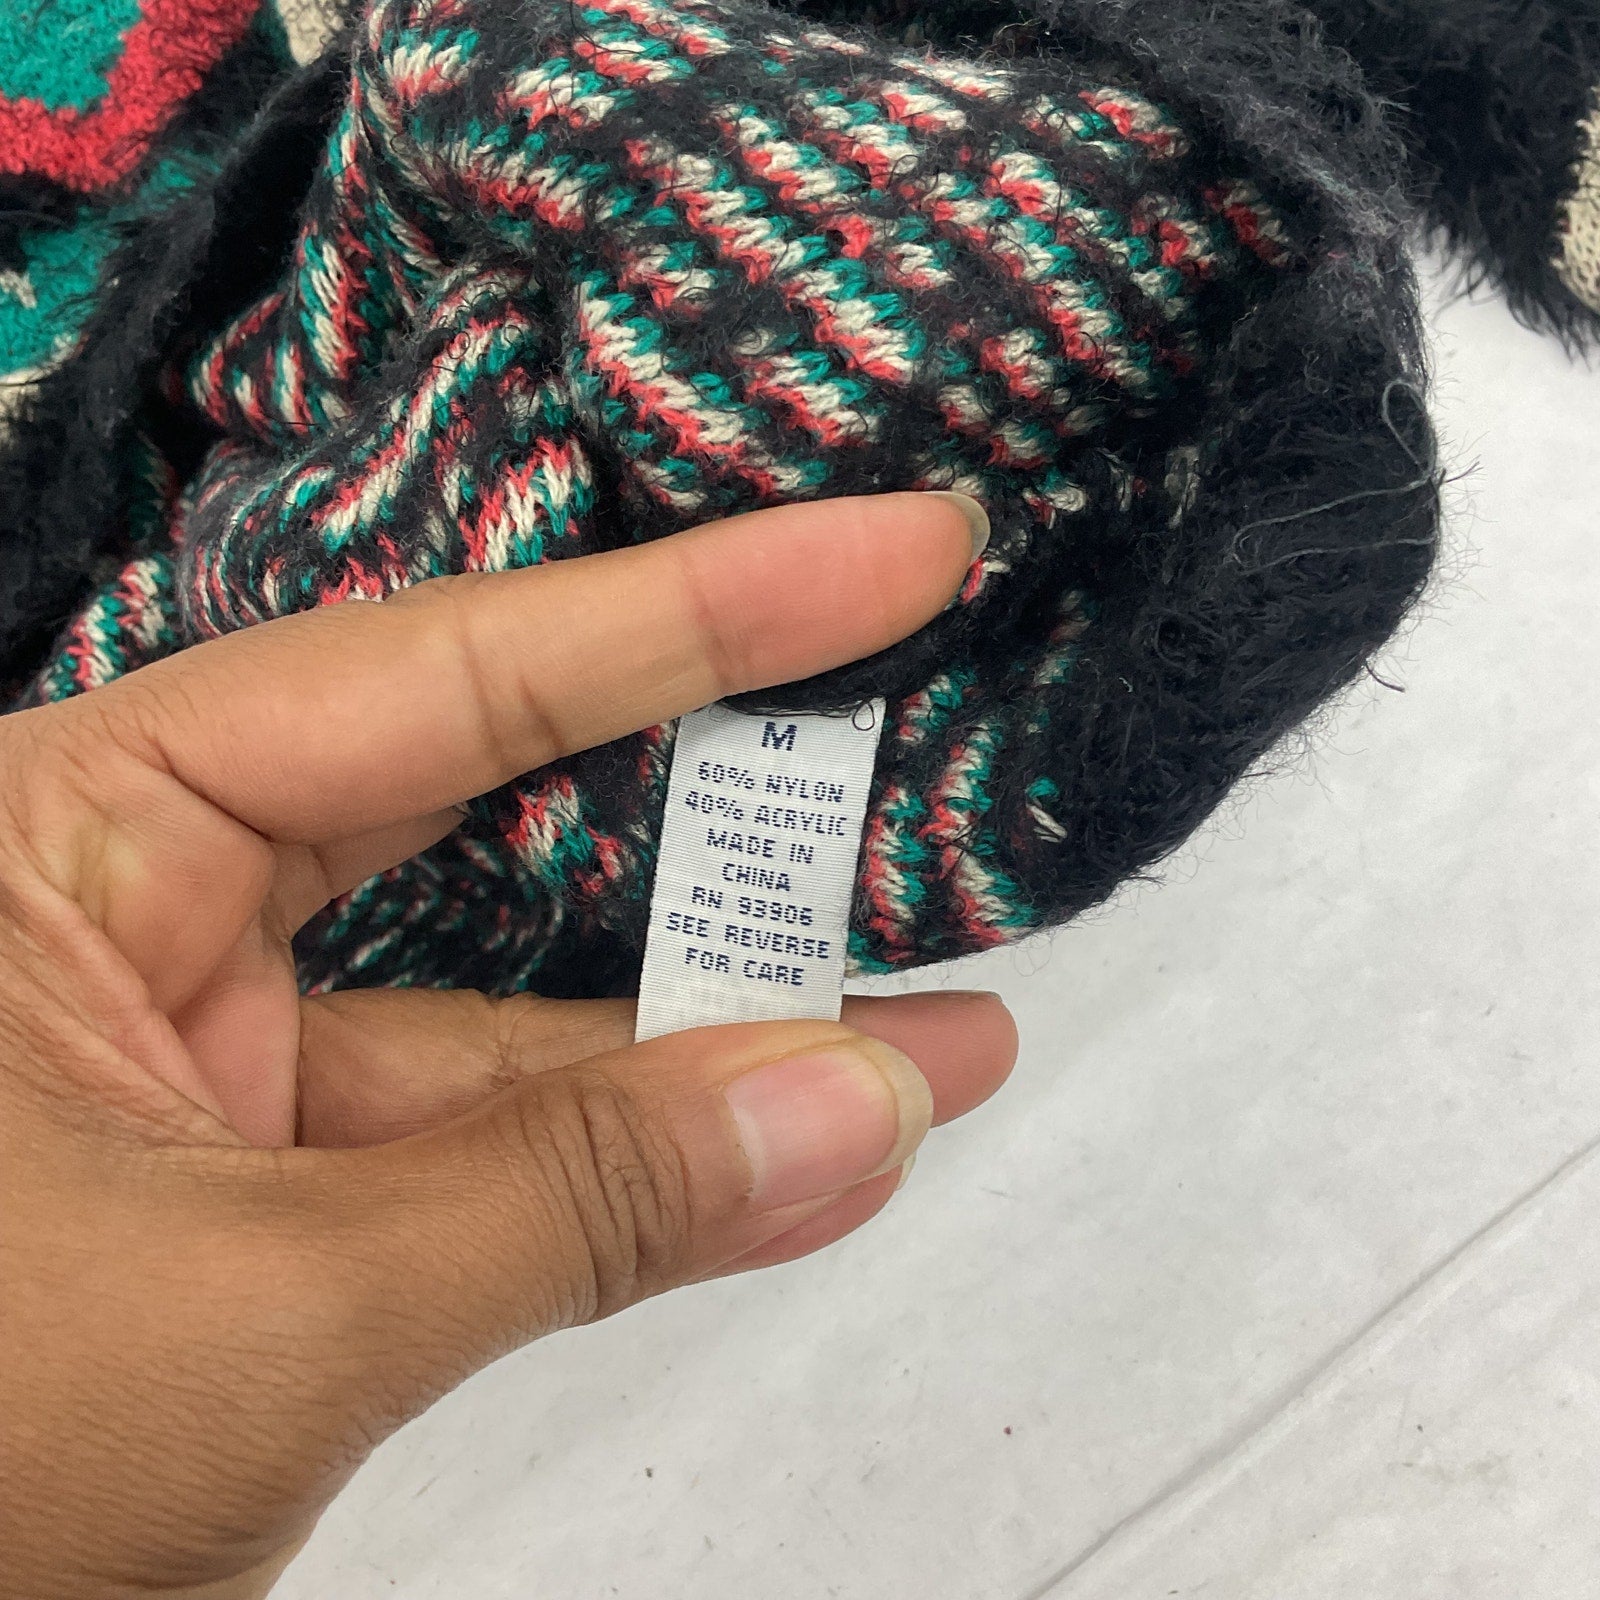 M
60% NYLON
40% ACRYLIC
MADE IN
CHINA
RN 93906
SEE REVERSE
FOR CARE